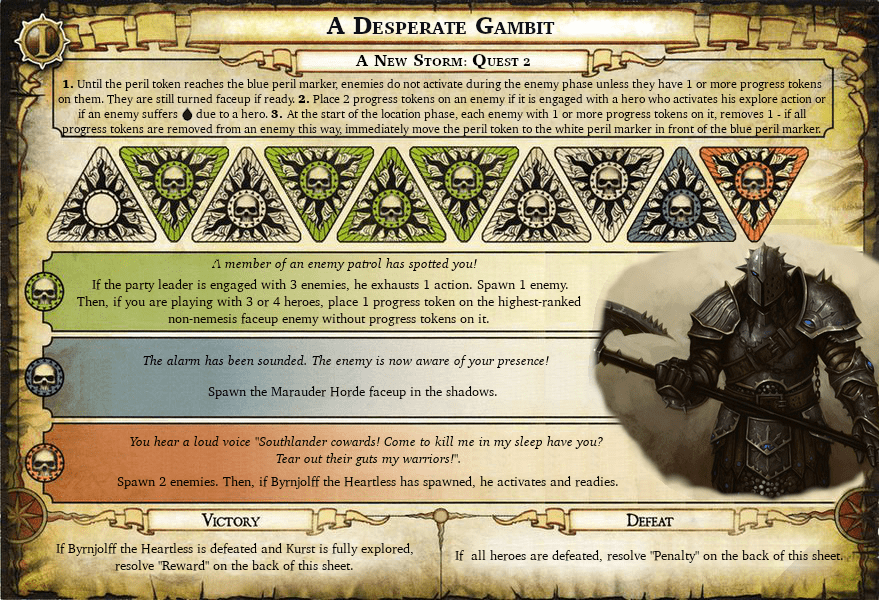 I
A Desperate Gambit
A New Storm: Quest 2
1. Until the peril token reaches the blue peril marker, enemies do not activate during the enemy phase unless they have 1 or more progress tokens
on them. They are still turned faceup if ready. 2. Place 2 progress tokens on an enemy if it is engaged with a hero who activates his explore action or
if an enemy suffers due to a hero. 3. At the start of the location phase, each enemy with 1 or more progress tokens on it, removes 1 - if all
progress tokens are removed from an enemy this way, immediately move the peril token to the white peril marker in front of the blue peril marker.
A member of an enemy patrol has spotted you!
If the party leader is engaged with 3 enemies, he exhausts 1 action. Spawn 1 enemy.
Then, if you are playing with 3 or 4 heroes, place 1 progress token on the highest-ranked
non-nemesis faceup enemy without progress tokens on it.
The alarm has been sounded. The enemy is now aware of your presence!
Spawn the Marauder Horde faceup in the shadows.
You hear a loud voice "Southlander cowards! Come to kill me in my sleep have you?
Tear out their guts my warriors!".
Spawn 2 enemies. Then, if Byrnjolff the Heartless has spawned, he activates and readies.
Victory
If Byrnjolff the Heartless is defeated and Kurst is fully explored,
resolve "Reward" on the back of this sheet.
Defeat
If all heroes are defeated, resolve "Penalty" on the back of this sheet.